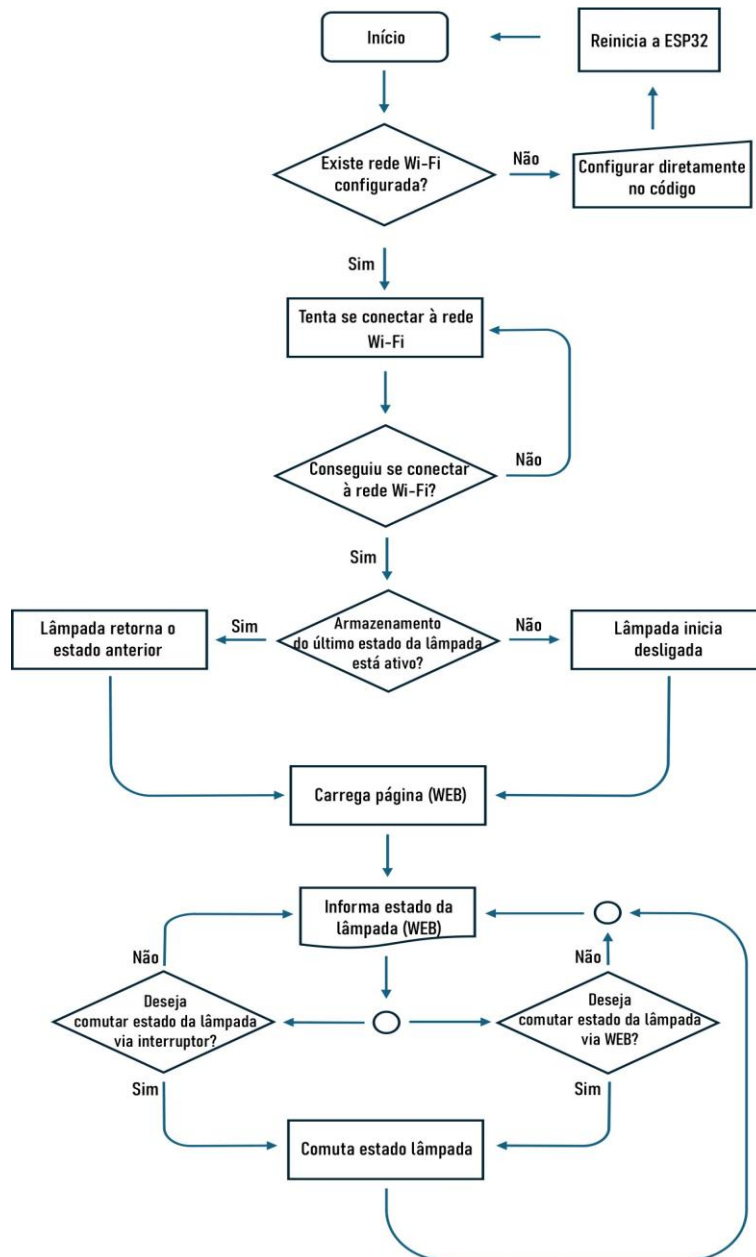 Início
Reinicia a ESP32
Existe rede Wi-Fi
configurada?
Não
Configurar diretamente
no código
Sim
Tenta se conectar à rede
Wi-Fi
Conseguiu se conectar
à rede Wi-Fi?
Não
Sim
Lâmpada retorna o
estado anterior
Sim
Armazenamento
do último estado da lâmpada
está ativo?
Não
Lâmpada inicia
desligada
Carrega página (WEB)
Informa estado da
lâmpada (WEB)
Não
Não
Deseja
comutar estado da lâmpada
via interruptor?
Deseja
comutar estado da lâmpada
via WEB?
Sim
Sim
Comuta estado lâmpada